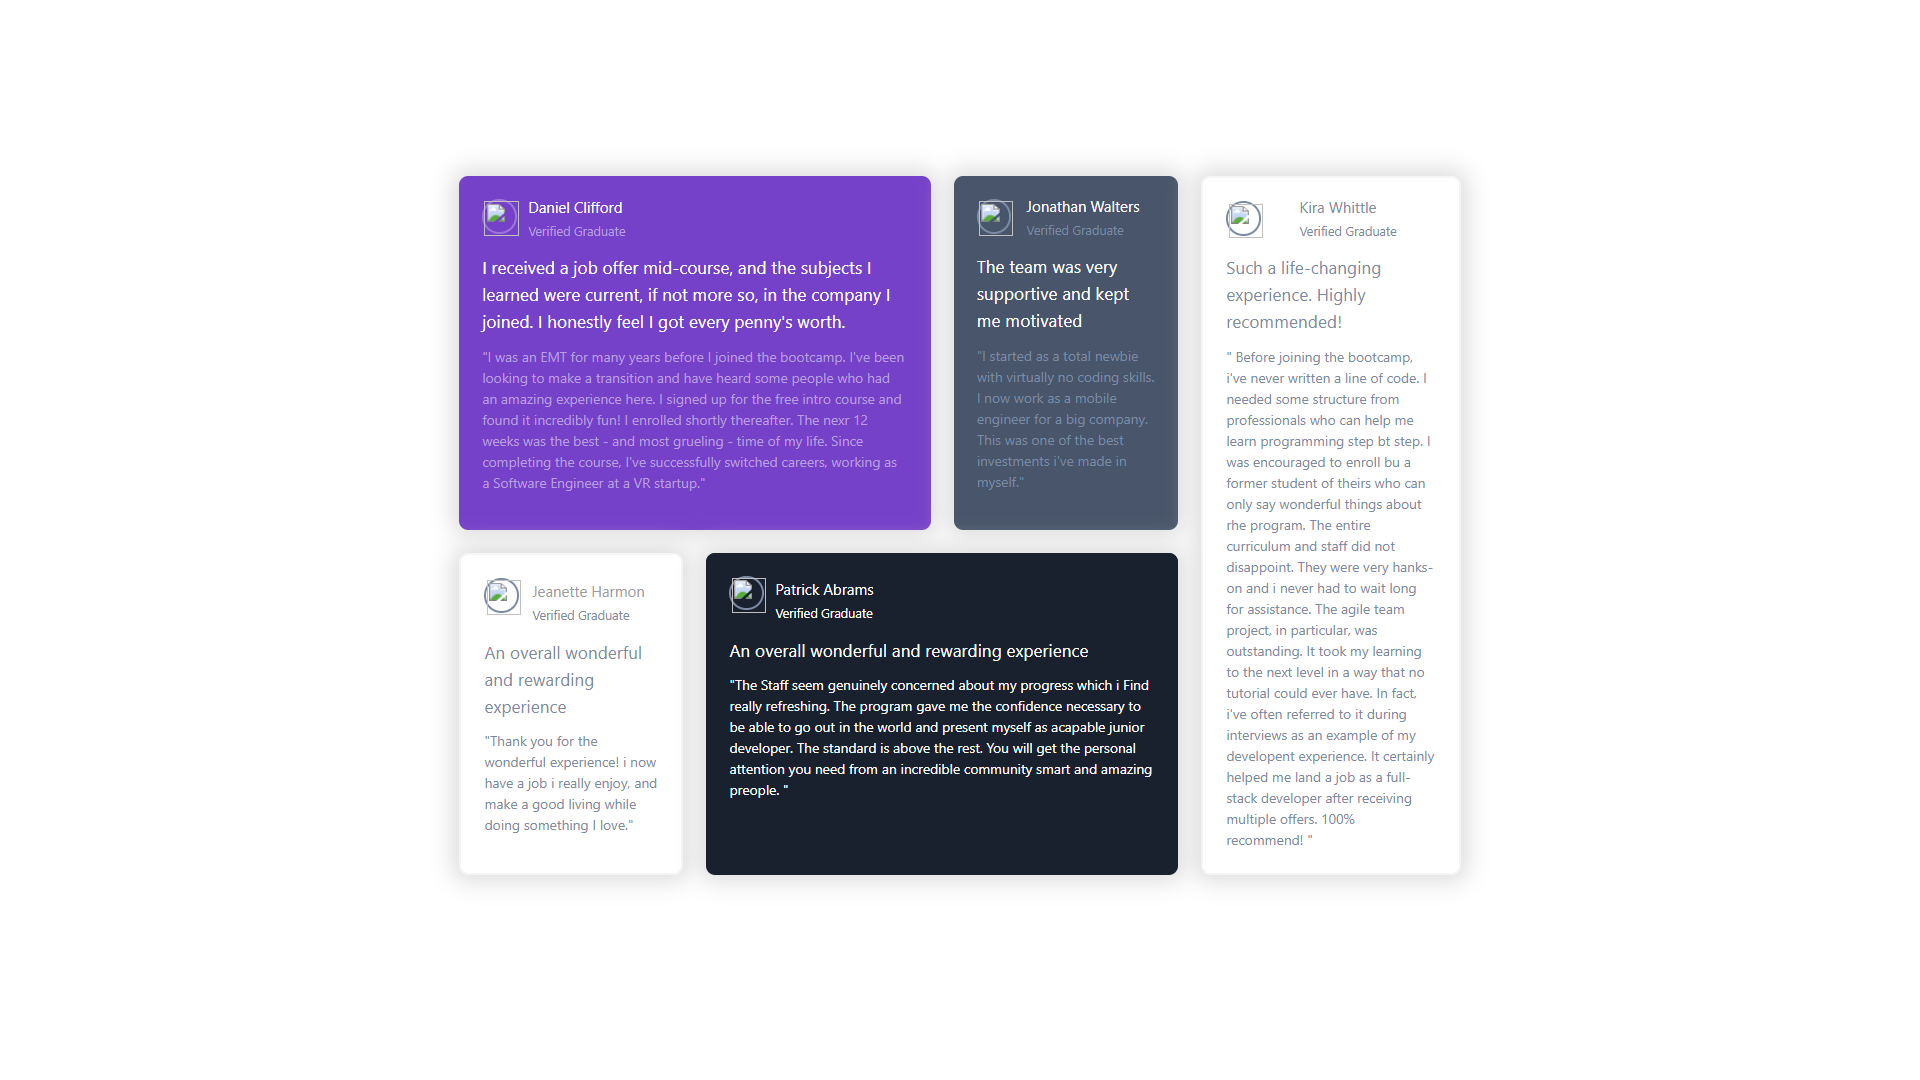 Daniel Clifford
Verified Graduate
I received a job offer mid-course, and the subjects I
learned were current, if not more so, in the company I
joined. I honestly feel I got every penny's worth.
"I was an EMT for many years before I joined the bootcamp. I've been
looking to make a transition and have heard some people who had
an amazing experience here. I signed up for the free intro course and
found it incredibly fun! I enrolled shortly thereafter. The nexr 12
weeks was the best - and most grueling - time of my life. Since
completing the course, I've successfully switched careers, working as
a Software Engineer at a VR startup."
Jonathan Walters
Verified Graduate
The team was very
supportive and kept
me motivated
"I started as a total newbie
with virtually no coding skills.
I now work as a mobile
engineer for a big company.
This was one of the best
investments i've made in
myself."
Kira Whittle
Verified Graduate
Such a life-changing
experience. Highly
recommended!
" Before joining the bootcamp,
i've never written a line of code. I
needed some structure from
professionals who can help me
learn programming step bt step. I
was encouraged to enroll bu a
former student of theirs who can
only say wonderful things about
rhe program. The entire
curriculum and staff did not
disappoint. They were very hanks-
on and i never had to wait long
for assistance. The agile team
project, in particular, was
outstanding. It took my learning
to the next level in a way that no
tutorial could ever have. In fact,
i've often referred to it during
interviews as an example of my
developent experience. It certainly
helped me land a job as a full-
stack developer after receiving
multiple offers. 100%
recommend! "
Jeanette Harmon
Verified Graduate
An overall wonderful
and rewarding
experience
"Thank you for the
wonderful experience! i now
have a job i really enjoy, and
make a good living while
doing something I love."
Patrick Abrams
Verified Graduate
An overall wonderful and rewarding experience
"The Staff seem genuinely concerned about my progress which i Find
really refreshing. The program gave me the confidence necessary to
be able to go out in the world and present myself as acapable junior
developer. The standard is above the rest. You will get the personal
attention you need from an incredible community smart and amazing
preople. "